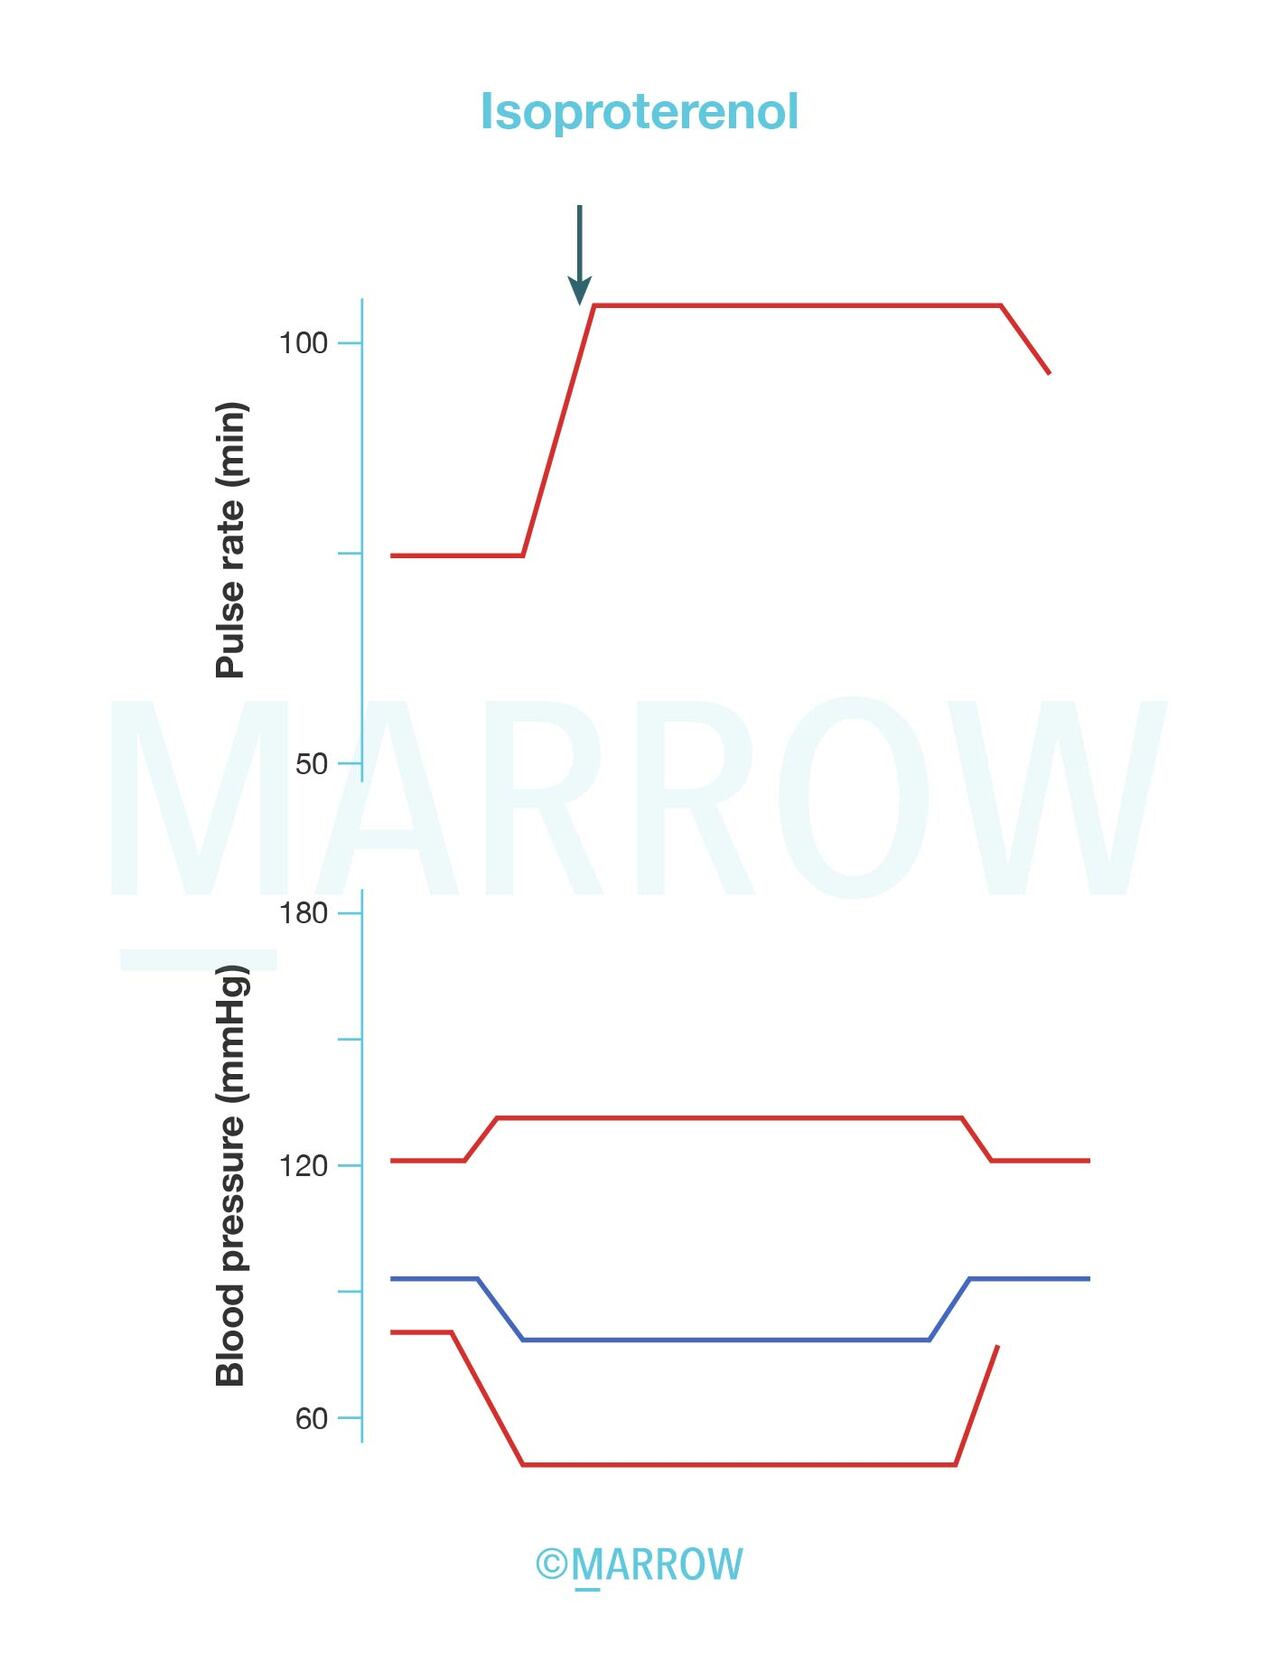 Isoproterenol
Pulse rate (min)
100
50
MARROW
Blood pressure (mmHg)
180
120
60
©MARROW